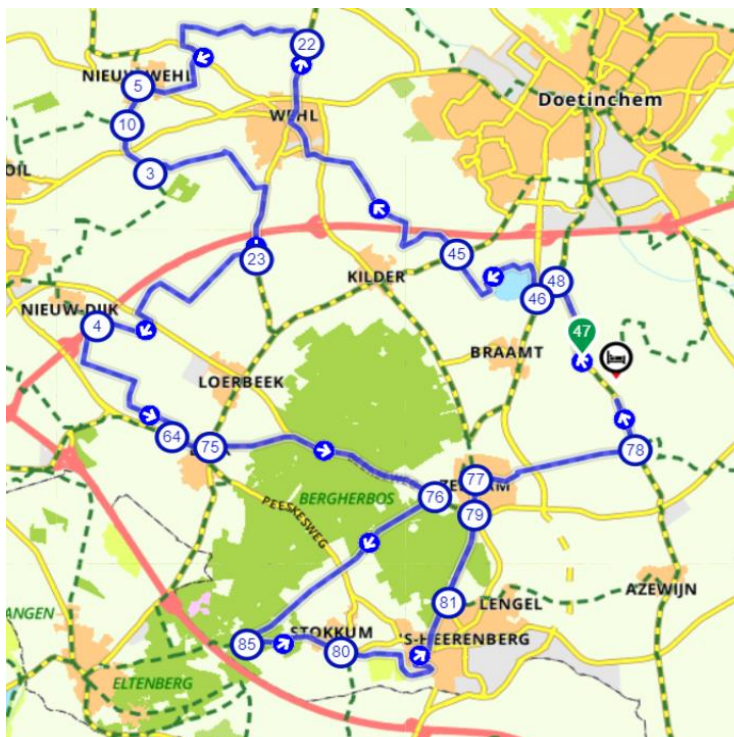 22
NIEUW-WEHL
5
Doetinchem
WEHL
10
3
23
45
KILDER
48
46
47
NIEUW-DIJK
4
BRAAMT
LOERBEEK
64
75
78
77
76
BERGHERBOS
79
PEESKESWEG
AZEWIJN
81
LENGEL
ANGEN
STOKKUM
'S-HEERENBERG
85
80
ELTENBERG